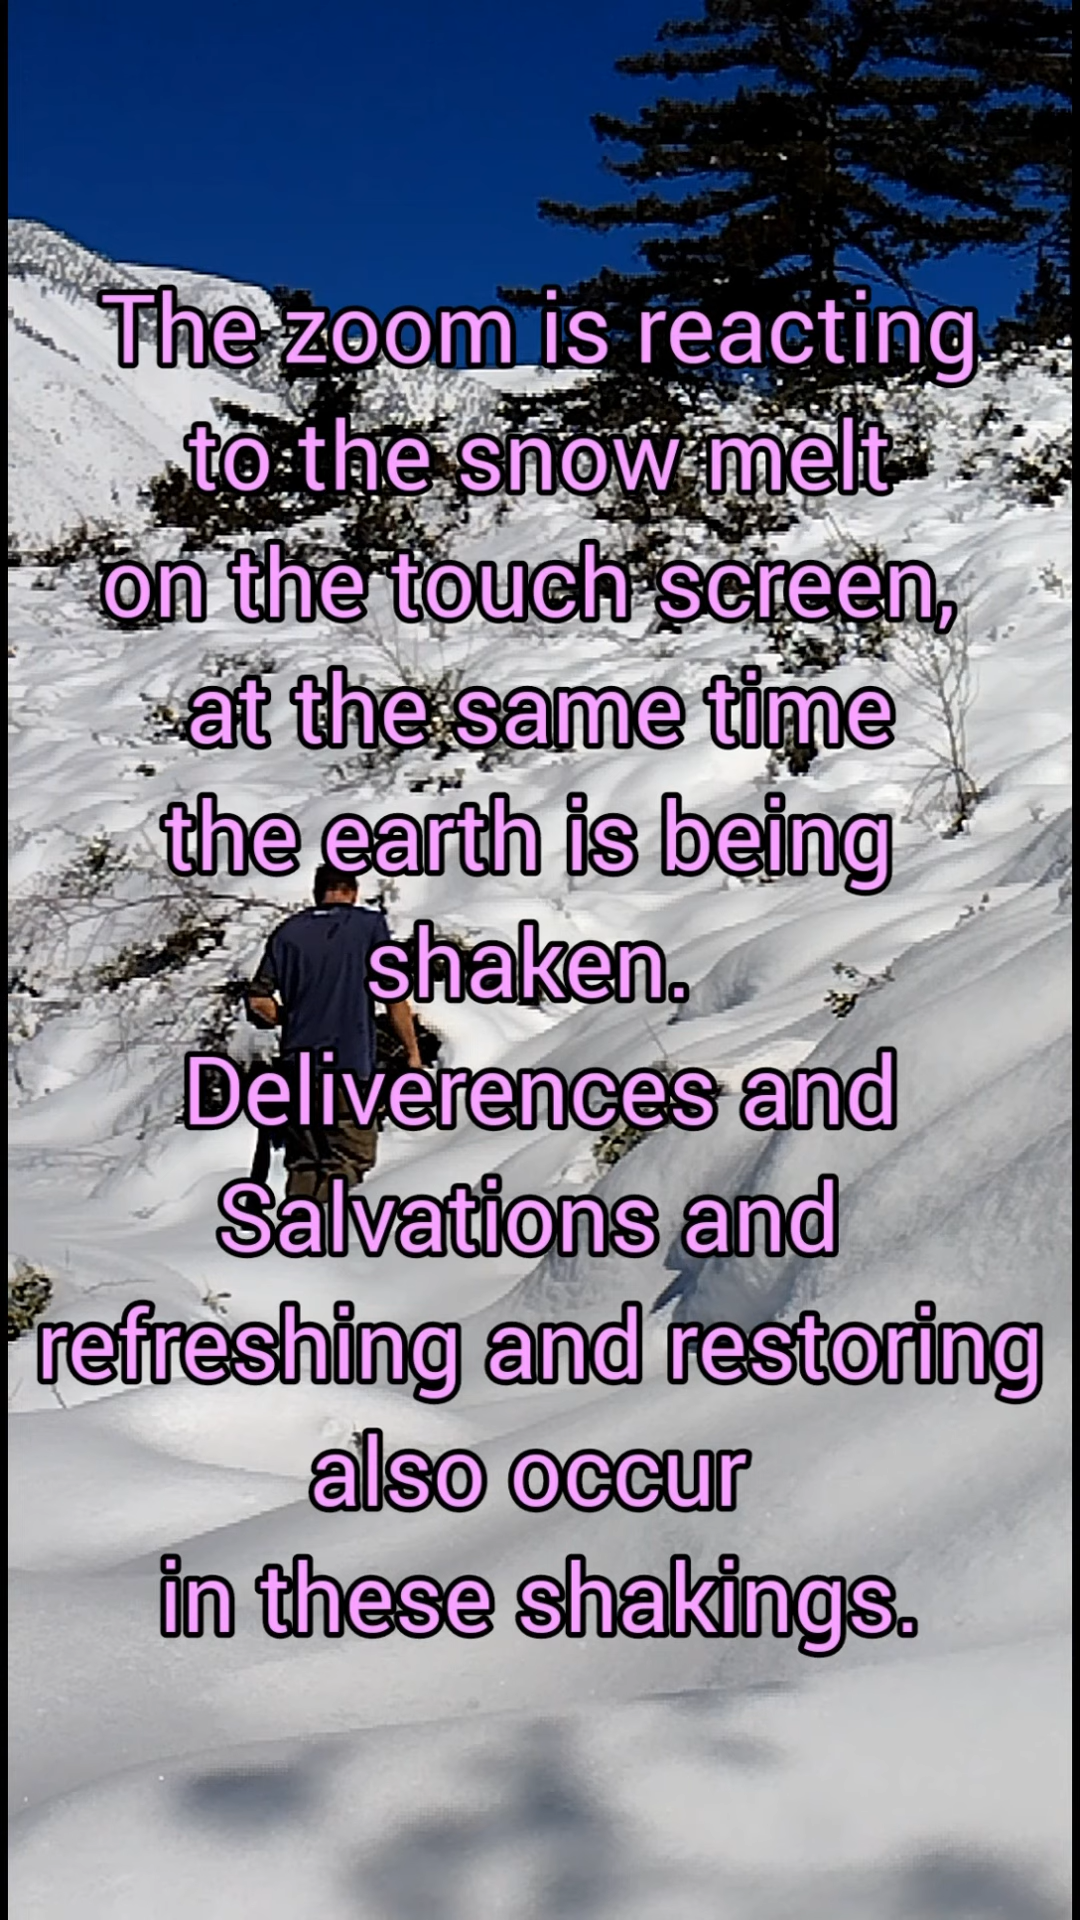 The zoom is reacting
to the snow melt
on the touch screen,
at the same time
the earth is being
shaken.
Deliverences and
Salvations and
refreshing and restoring
also occur
in these shakings.